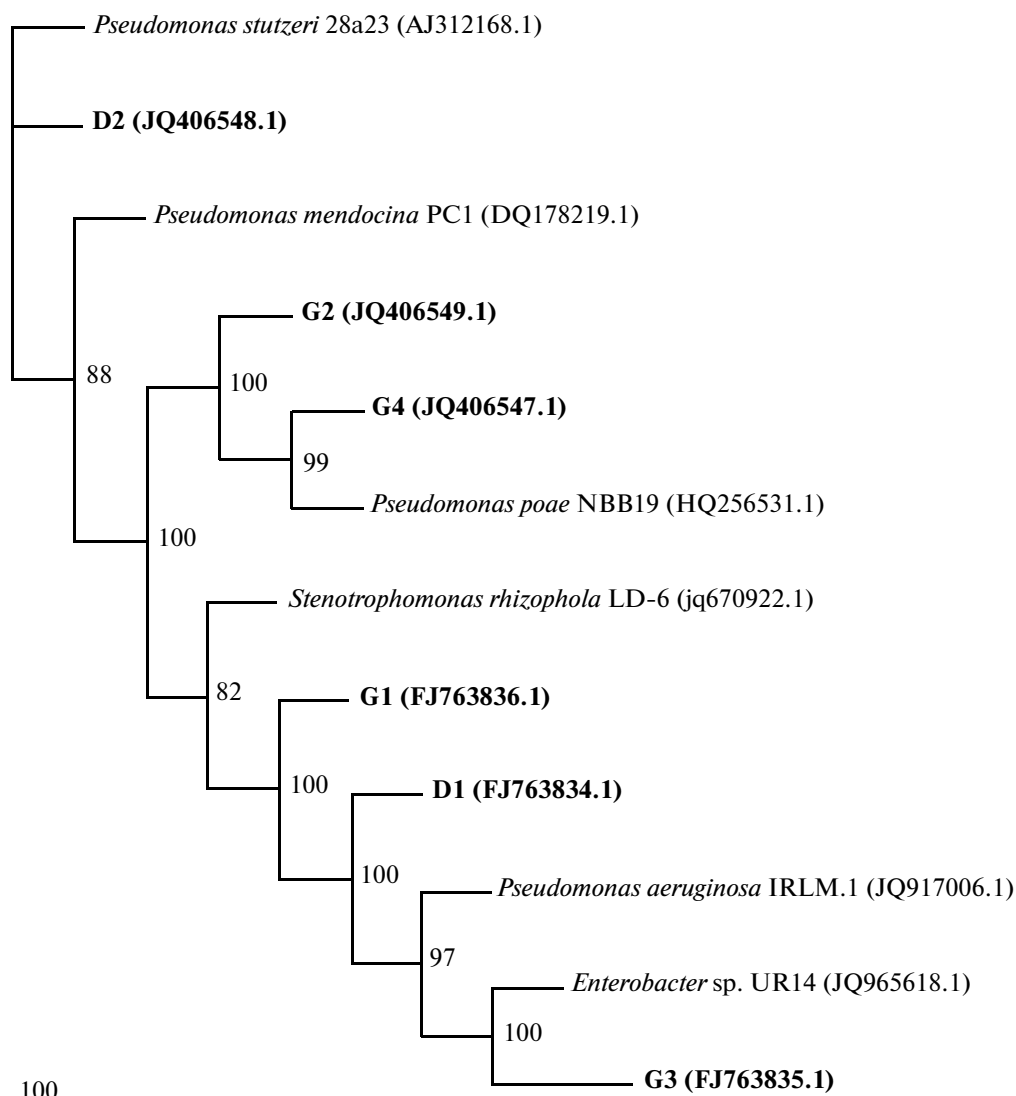 Pseudomonas stutzeri 28a23 (AJ312168.1)
D2 (JQ406548.1)
Pseudomonas mendocina PC1 (DQ178219.1)
G2 (JQ406549.1)
88
100
G4 (JQ406547.1)
99
Pseudomonas poae NBB19 (HQ256531.1)
100
Stenotrophomonas rhizophola LD-6 (jq670922.1)
82
G1 (FJ763836.1)
100
D1 (FJ763834.1)
100
Pseudomonas aeruginosa IRLM.1 (JQ917006.1)
97
Enterobacter sp. UR14 (JQ965618.1)
100
G3 (FJ763835.1)
100